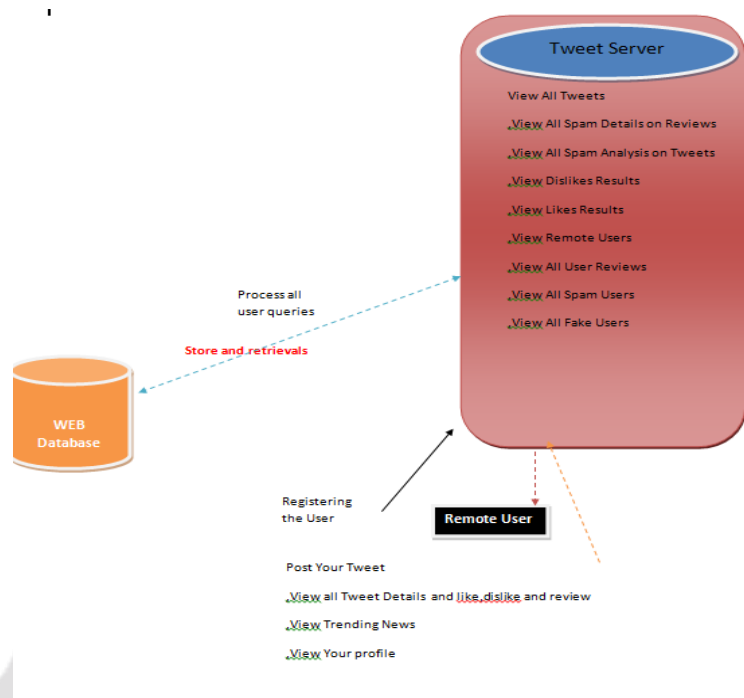 Tweet Server
View All Tweets
,View All Spam Details on Reviews
,View All Spam Analysis on Tweets
,View Dislikes Results
,View Likes Results
,View Remote Users
,View All User Reviews
,View All Spam Users
,View All Fake Users
Process all
user queries
Store and retrievals
WEB
Database
Registering
the User
Remote User
Post Your Tweet
,View all Tweet Details and like,dislike and review
,View Trending News
,View Your profile